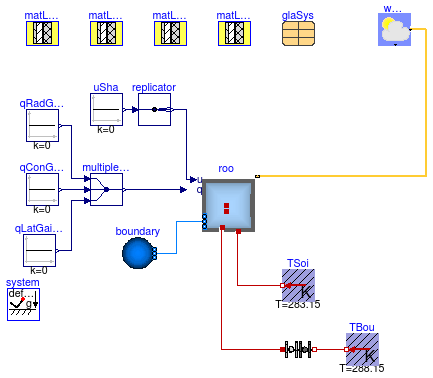 matL...
matL...
matL...
matL...
glaSys
w...
uSha
replicator
k=0
qRadG...
k=0
qConG...
k=0
multiple...
roo
u
q
qLatGai...
k=0
boundary
system
def...
g
TSoi
K
T=283.15
TBou
K
T=288.15